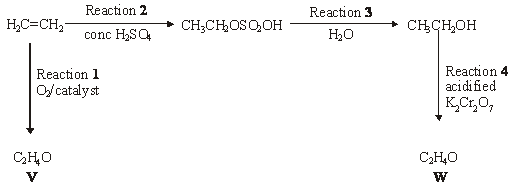 H₂C=CH₂
Reaction 2
conc H₂SO₄
CH₃CH₂OSO₂OH
Reaction 3
H₂O
CH₃CH₂OH
Reaction 1
O₂/catalyst
Reaction 4
acidified
K₂Cr₂O₇
C₂H₄O
V
C₂H₄O
W